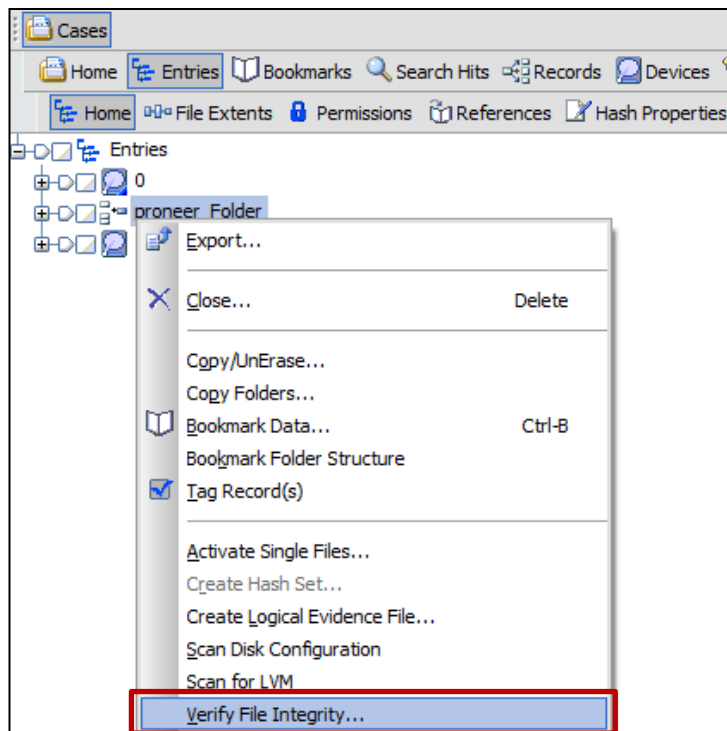 Cases
Home Entries Bookmarks Search Hits Records Devices
Home File Extents Permissions References Hash Properties
Entries
0
proneer_Folder
Export...
Close... Delete
Copy/UnErase...
Copy Folders...
Bookmark Data... Ctrl-B
Bookmark Folder Structure
Tag Record(s)
Activate Single Files...
Create Hash Set...
Create Logical Evidence File...
Scan Disk Configuration
Scan for LVM
Verify File Integrity...